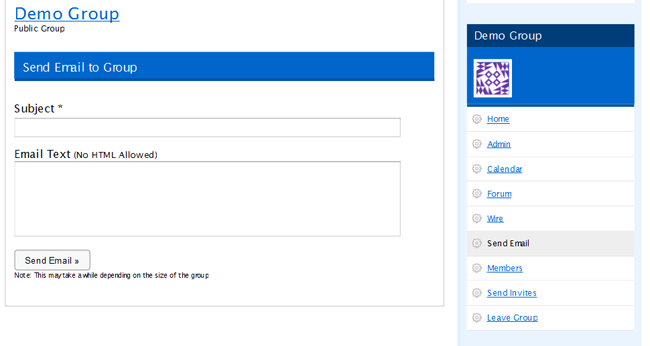 Demo Group
Public Group
Send Email to Group
Subject *
Email Text (No HTML Allowed)
Send Email »
Note: This may take a while depending on the size of the group
Demo Group
Home
Admin
Calendar
Forum
Wire
Send Email
Members
Send Invites
Leave Group